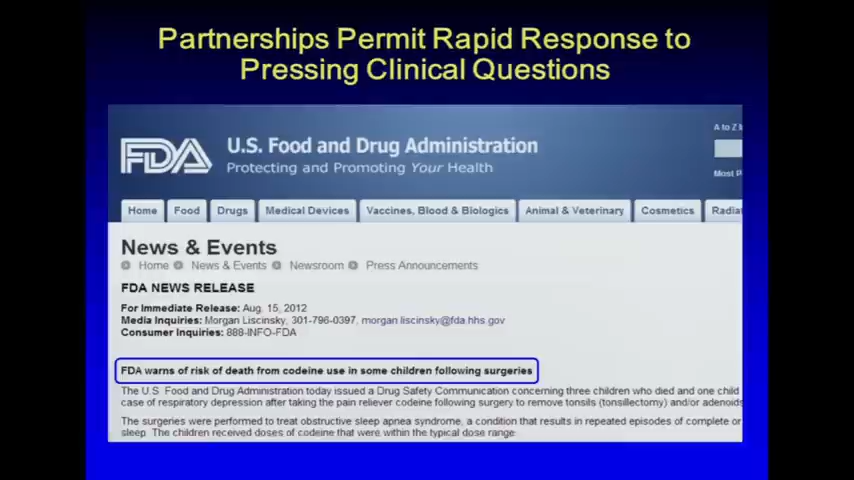 Partnerships Permit Rapid Response to
Pressing Clinical Questions
A to Z I
FDA
U.S. Food and Drug Administration
Protecting and Promoting Your Health
Most P
Home Food Drugs Medical Devices Vaccines, Blood & Biologics Animal & Veterinary Cosmetics Radiat
News & Events
Home News & Events Newsroom Press Announcements
FDA NEWS RELEASE
For Immediate Release: Aug. 15, 2012
Media Inquiries: Morgan Liscinsky, 301-796-0397, morgan.liscinsky@fda.hhs.gov
Consumer Inquiries: 888-INFO-FDA
FDA warns of risk of death from codeine use in some children following surgeries
The U.S. Food and Drug Administration today issued a Drug Safety Communication concerning three children who died and one child
case of respiratory depression after taking the pain reliever codeine following surgery to remove tonsils (tonsillectomy) and/or adenoids
The surgeries were performed to treat obstructive sleep apnea syndrome, a condition that results in repeated episodes of complete or
sleep. The children received doses of codeine that were within the typical dose range.